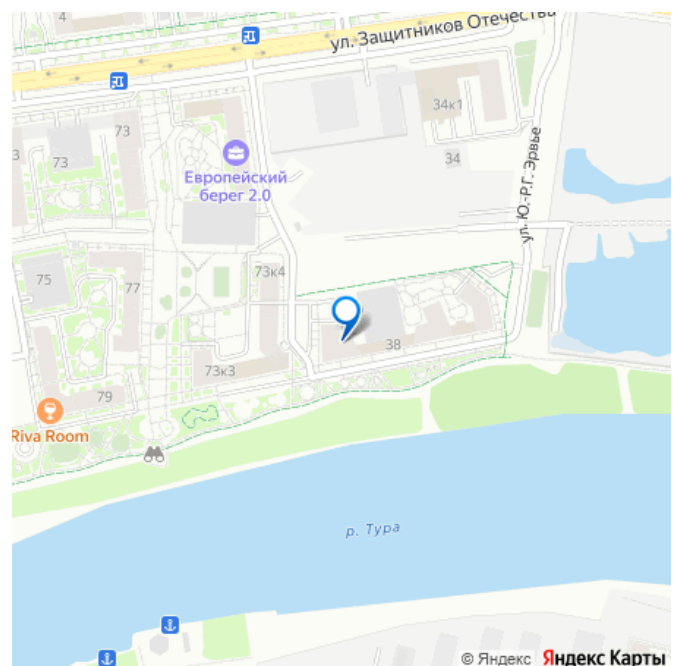 ул. Защитников Отечества
4
34к1
73
3
73
34
Европейский
берег 2.0
ул. Ю.-Р.Г. Эрвье
73к4
75
77
38
73к3
79
Riva Room
р. Тура
© Яндекс Яндекс Карты